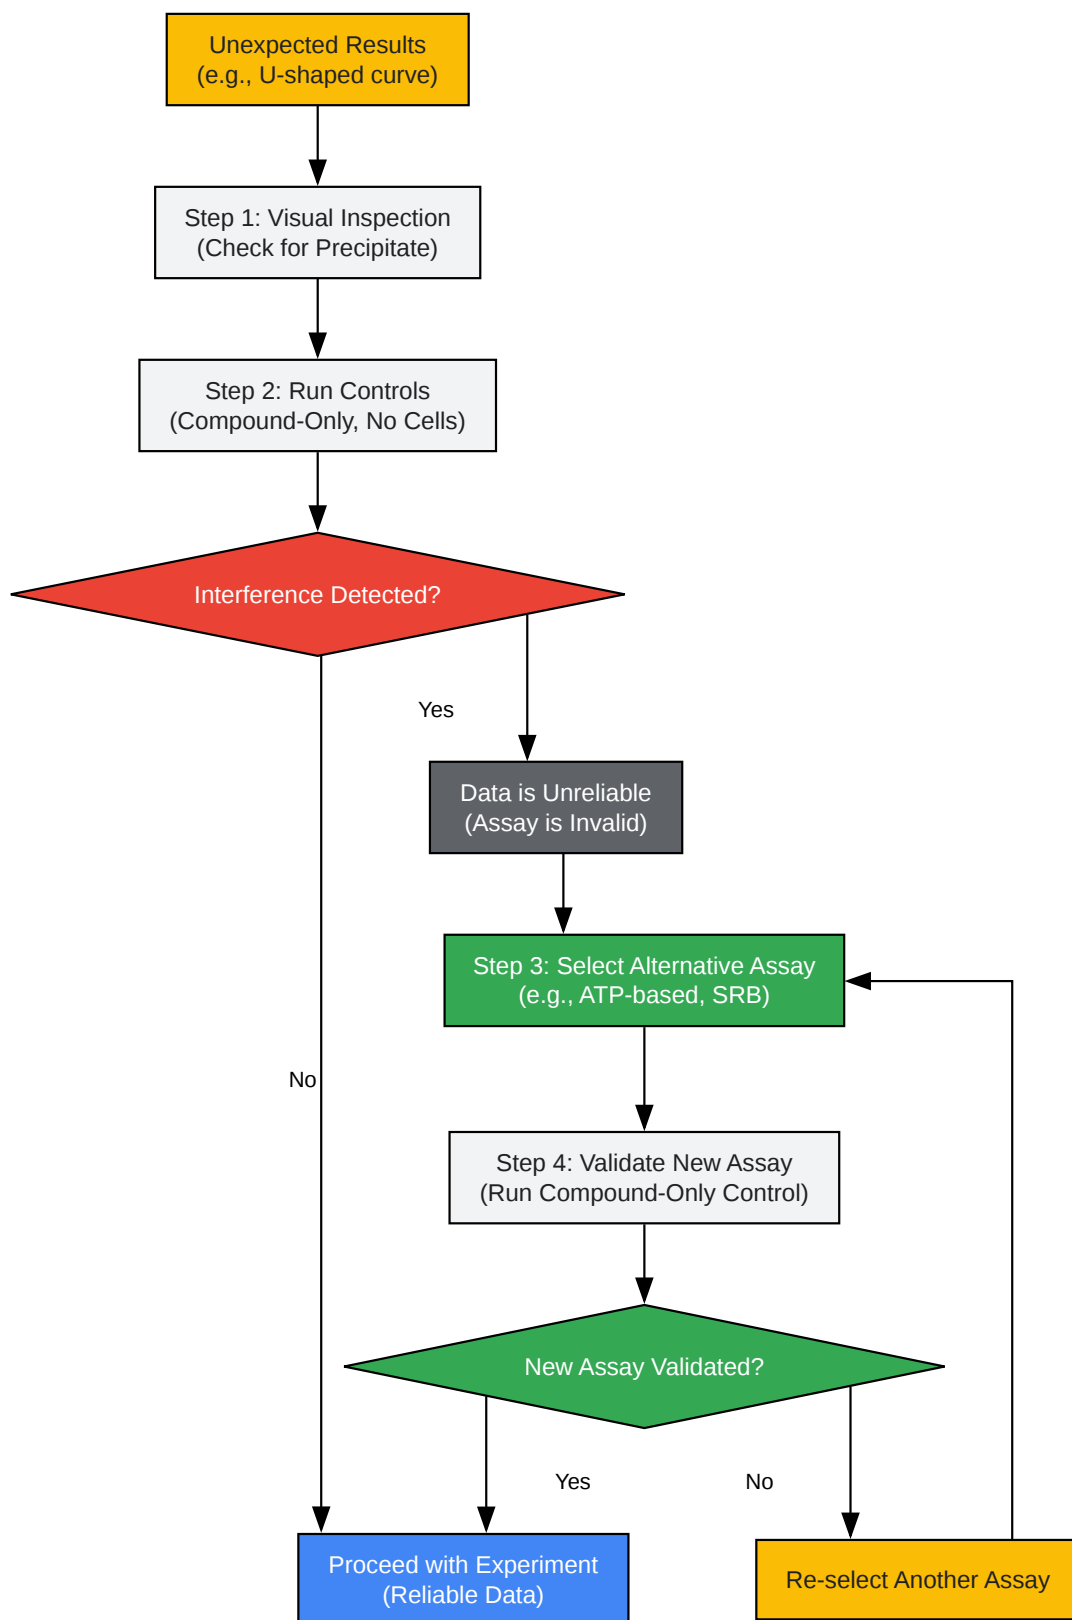 Unexpected Results
(e.g., U-shaped curve)
Step 1: Visual Inspection
(Check for Precipitate)
Step 2: Run Controls
(Compound-Only, No Cells)
Interference Detected?
Yes
Data is Unreliable
(Assay is Invalid)
Step 3: Select Alternative Assay
(e.g., ATP-based, SRB)
No
Step 4: Validate New Assay
(Run Compound-Only Control)
New Assay Validated?
Yes
No
Proceed with Experiment
(Reliable Data)
Re-select Another Assay